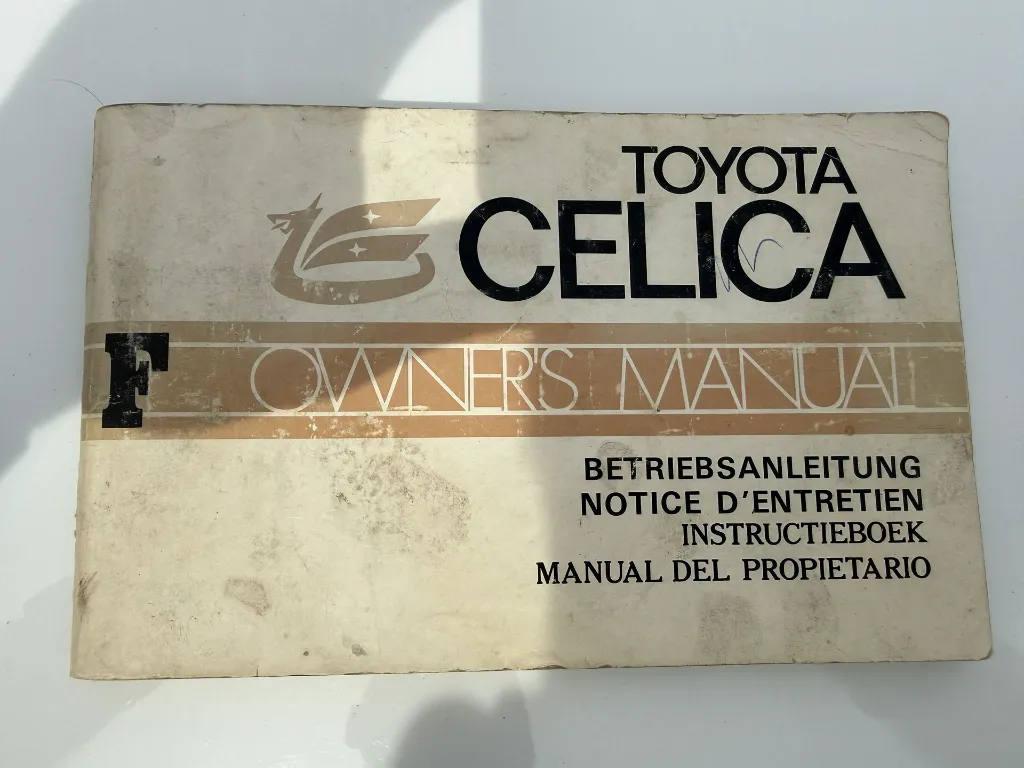 TOYOTA
CELICA
F OWNER'S MANUAL
BETRIEBSANLEITUNG
NOTICE D'ENTRETIEN
INSTRUCTIEBOEK
MANUAL DEL PROPIETARIO